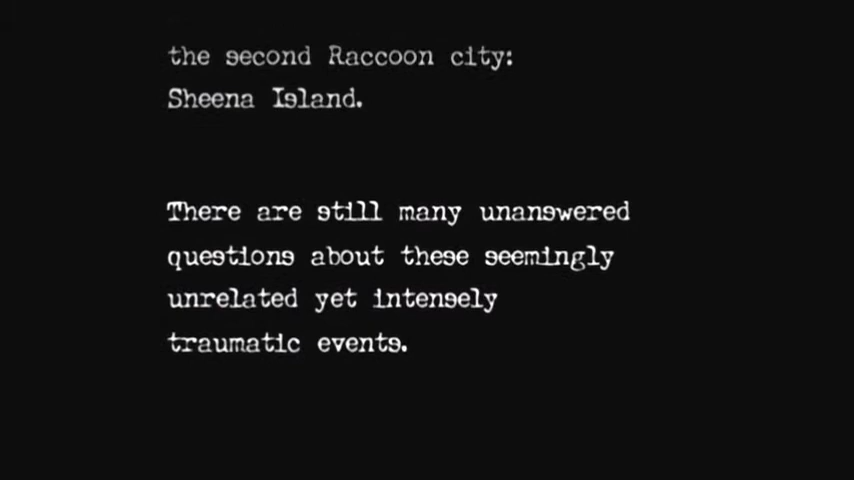 the second Raccoon city:
Sheena Island.
There are still many unanswered
questions about these seemingly
unrelated yet intensely
traumatic events.